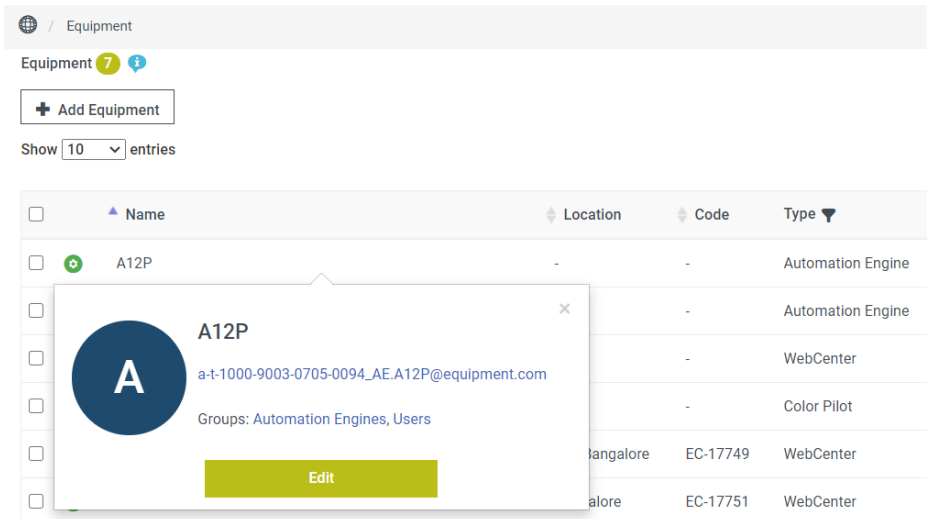 / Equipment
Equipment 7 i
+ Add Equipment
Show 10 entries
Name Location Code Type
A12P - - Automation Engine
- Automation Engine
- WebCenter
- Color Pilot
Bangalore EC-17749 WebCenter
alore EC-17751 WebCenter
×
A
A12P
a-t-1000-9003-0705-0094_AE.A12P@equipment.com
Groups: Automation Engines, Users
Edit